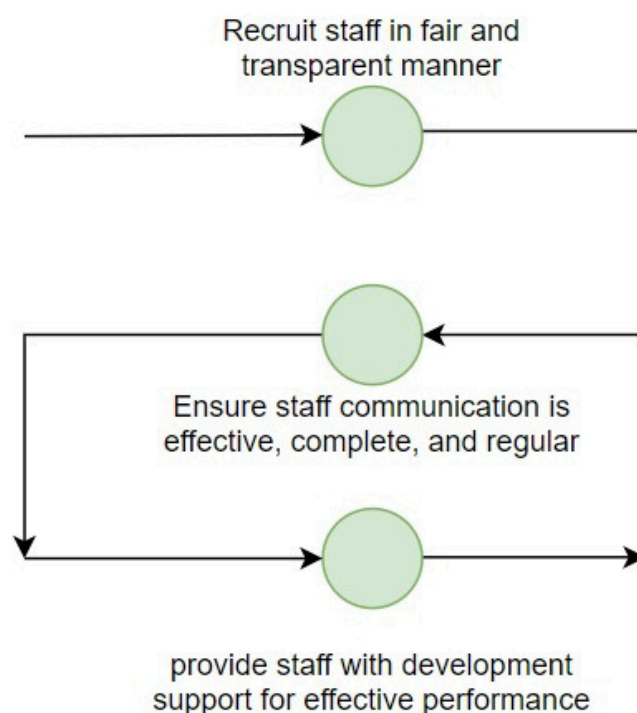 Recruit staff in fair and
transparent manner
Ensure staff communication is
effective, complete, and regular
provide staff with development
support for effective performance